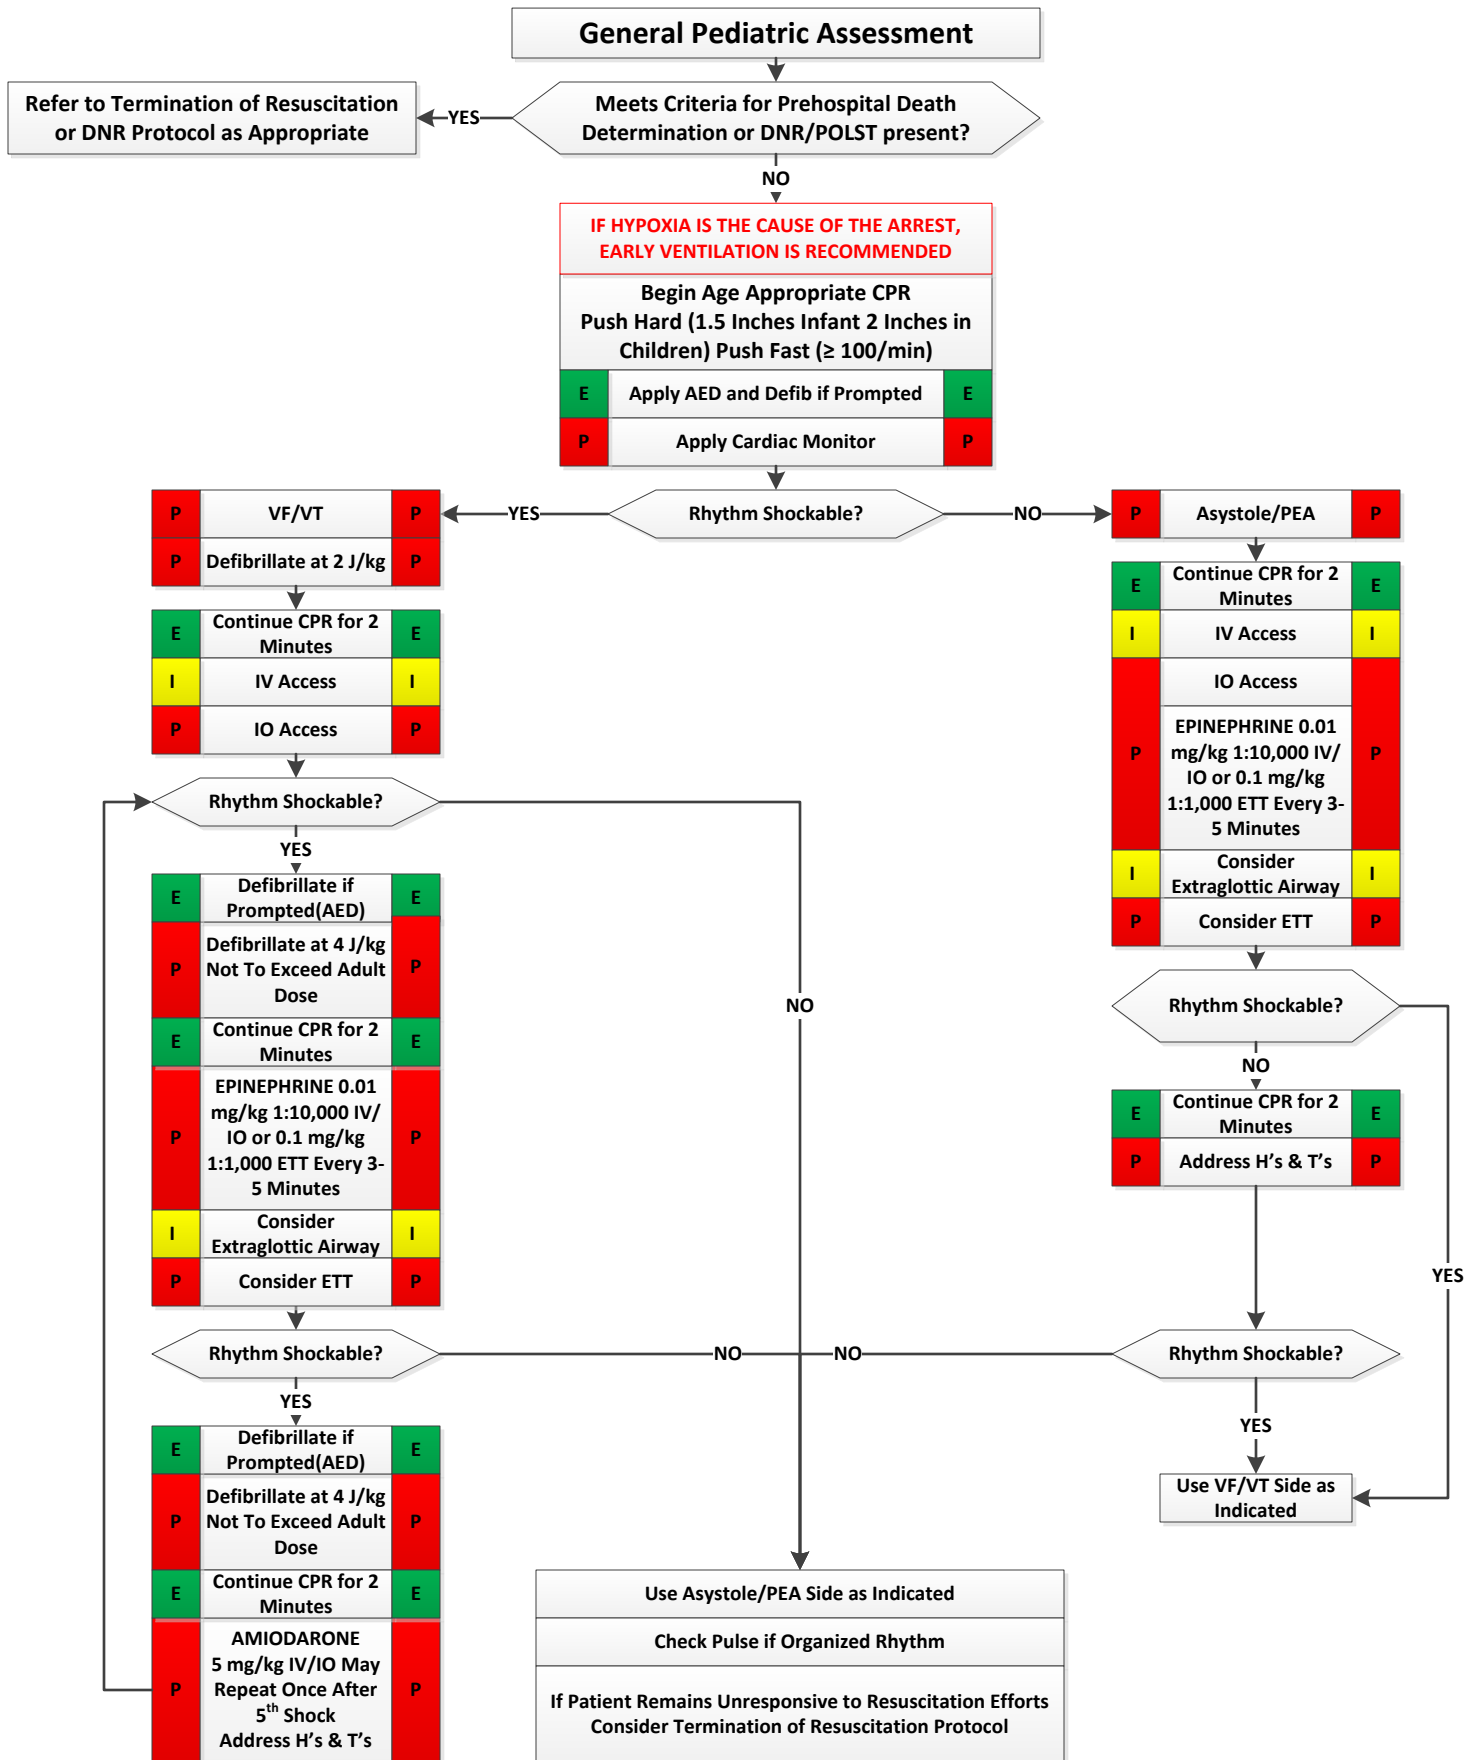 General Pediatric Assessment
Refer to Termination of Resuscitation
or DNR Protocol as Appropriate
YES
Meets Criteria for Prehospital Death
Determination or DNR/POLST present?
NO
IF HYPOXIA IS THE CAUSE OF THE ARREST,
EARLY VENTILATION IS RECOMMENDED
Begin Age Appropriate CPR
Push Hard (1.5 Inches Infant 2 Inches in
Children) Push Fast (≥ 100/min)
E Apply AED and Defib if Prompted E
P Apply Cardiac Monitor P
Rhythm Shockable?
YES
NO
P VF/VT P
P Defibrillate at 2 J/kg P
E Continue CPR for 2 E
Minutes
I IV Access I
P IO Access P
Rhythm Shockable?
YES
NO
E Defibrillate if E
Prompted(AED)
P Defibrillate at 4 J/kg P
Not To Exceed Adult
Dose
E Continue CPR for 2 E
Minutes
P EPINEPHRINE 0.01 P
mg/kg 1:10,000 IV/
IO or 0.1 mg/kg
1:1,000 ETT Every 3-
5 Minutes
I Consider I
Extraglottic Airway
P Consider ETT P
Rhythm Shockable?
NO
YES
E Defibrillate if E
Prompted(AED)
P Defibrillate at 4 J/kg P
Not To Exceed Adult
Dose
E Continue CPR for 2 E
Minutes
P AMIODARONE P
5 mg/kg IV/IO May
Repeat Once After
5th Shock
Address H's & T's
P Asystole/PEA P
E Continue CPR for 2 E
Minutes
I IV Access I
IO Access
P EPINEPHRINE 0.01 P
mg/kg 1:10,000 IV/
IO or 0.1 mg/kg
1:1,000 ETT Every 3-
5 Minutes
I Consider I
Extraglottic Airway
P Consider ETT P
Rhythm Shockable?
NO
YES
E Continue CPR for 2 E
Minutes
P Address H's & T's P
Rhythm Shockable?
NO
YES
Use VF/VT Side as
Indicated
Use Asystole/PEA Side as Indicated
Check Pulse if Organized Rhythm
If Patient Remains Unresponsive to Resuscitation Efforts
Consider Termination of Resuscitation Protocol